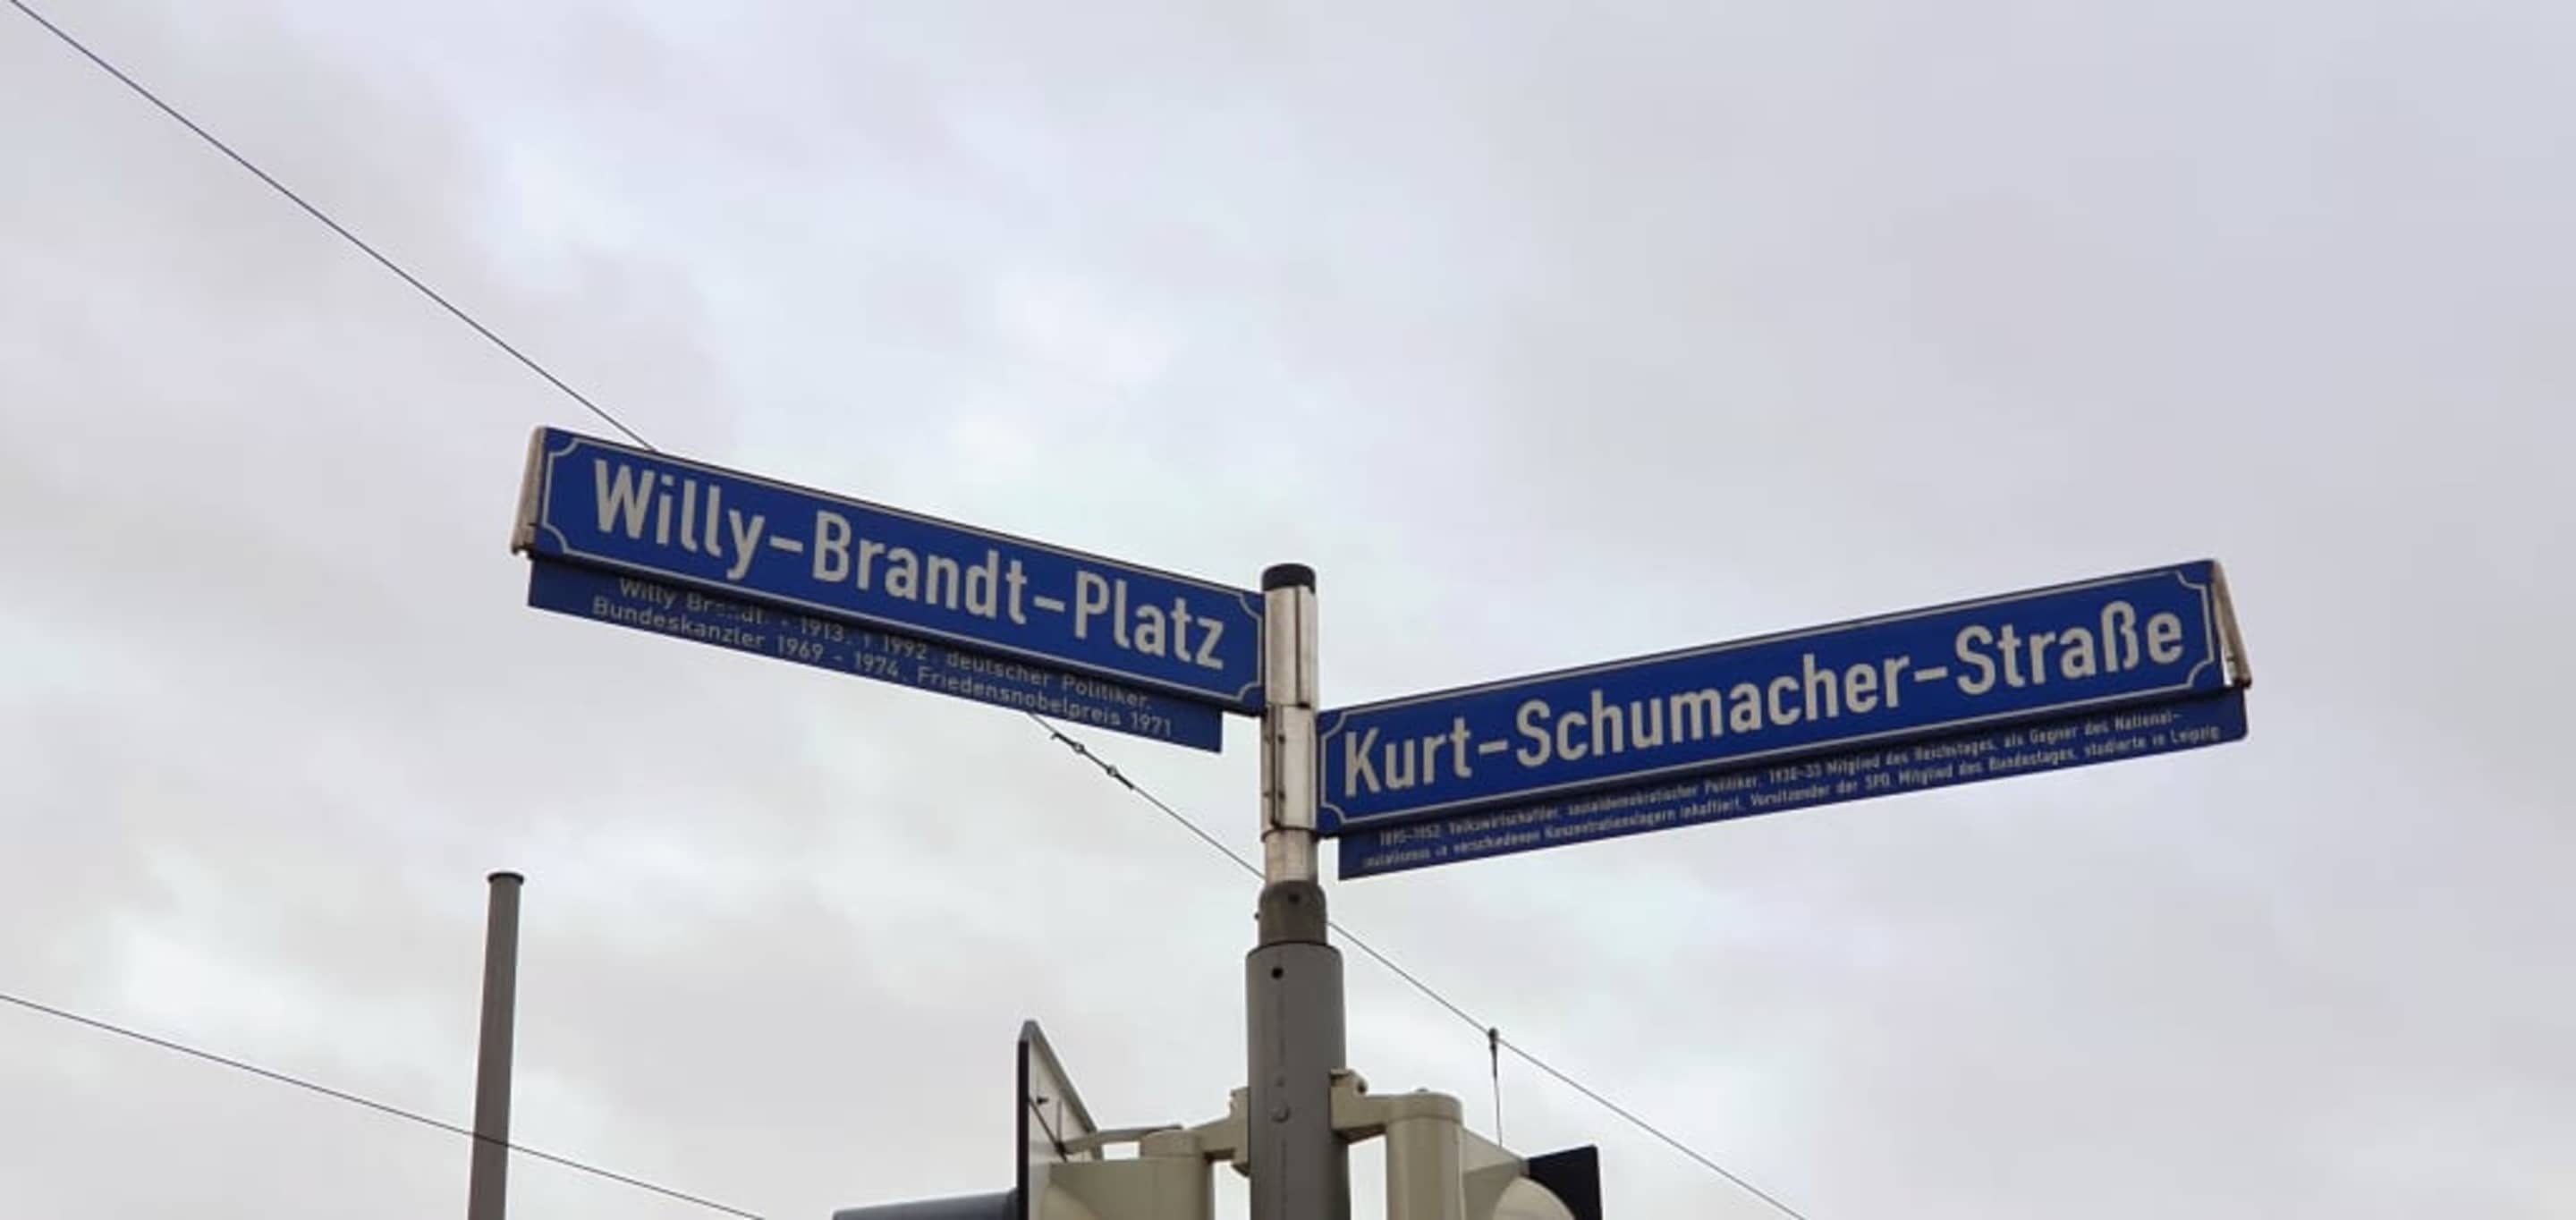 Willy-Brandt-Platz
Willy Brandt, * 1913, † 1992, deutscher Politiker,
Bundeskanzler 1969 - 1974, Friedensnobelpreis 1971
Kurt-Schumacher-Straße
1895-1952, Volkswirtschaftler, sozialdemokratischer Politiker, 1930-33 Mitglied des Reichstages, als Gegner des National-
sozialismus in verschiedenen Konzentrationslagern inhaftiert, Vorsitzender der SPD, Mitglied des Bundestages, studierte in Leipzig